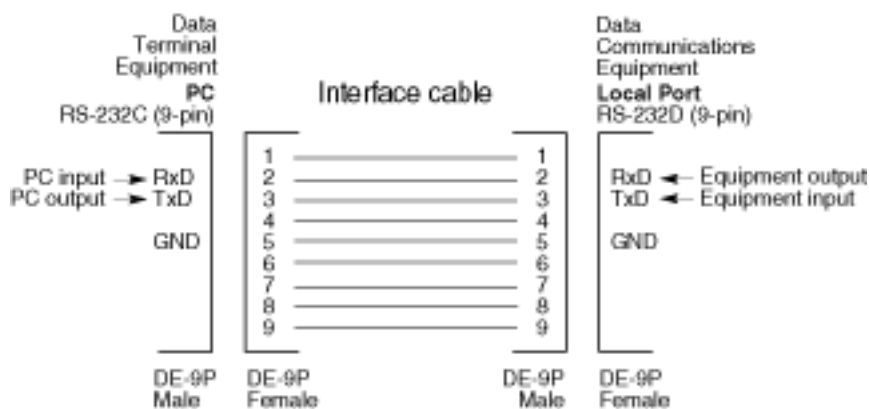 Data
Terminal
Equipment
PC
RS-232C (9-pin)
Interface cable
Data
Communications
Equipment
Local Port
RS-232D (9-pin)
PC input
PC output
RxD
TxD
GND
1 1
2 2
3 3
4 4
5 5
6 6
7 7
8 8
9 9
RxD
TxD
GND
Equipment output
Equipment input
DE-9P
Male
DE-9P
Female
DE-9P
Male
DE-9P
Female